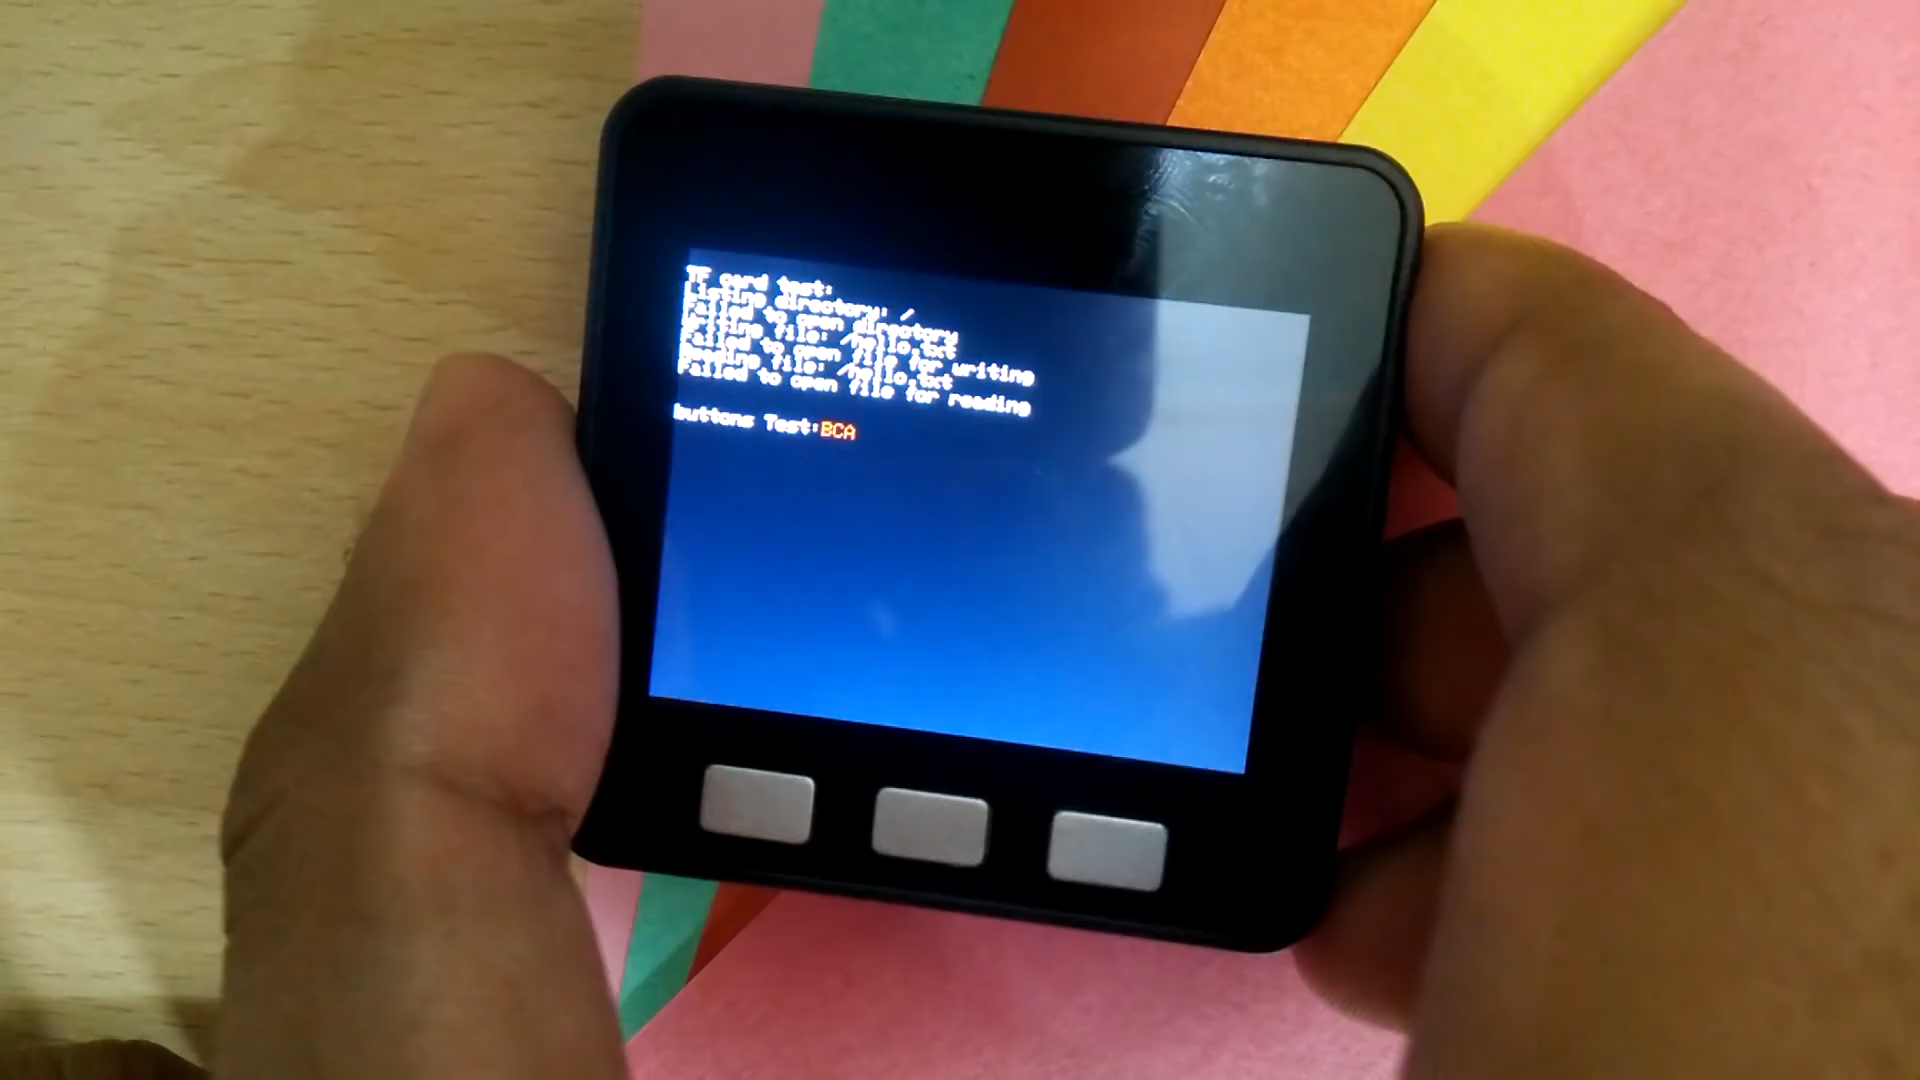 TF card test:
Listing directory: /
Failed to open directory
Writing file: /hello.txt
Failed to open file for writing
Reading file: /hello.txt
Failed to open file for reading
buttons Test:BCA